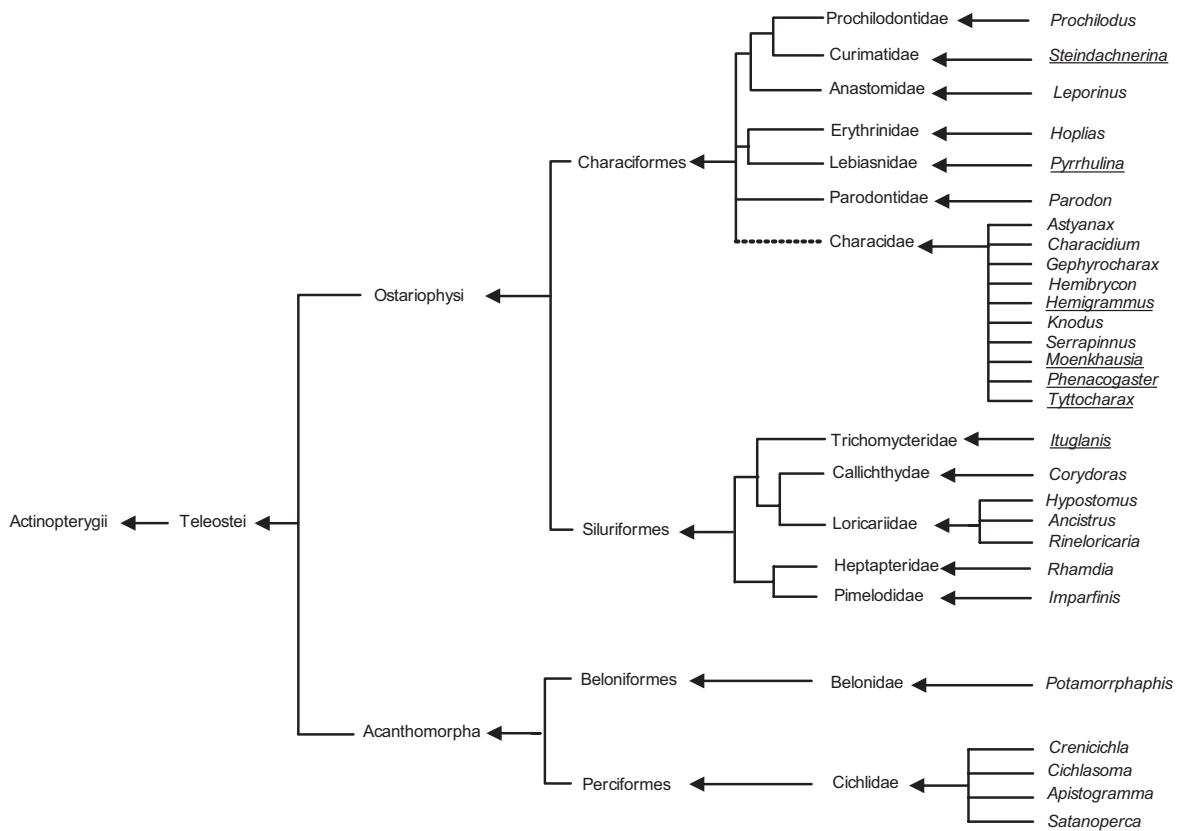 Prochilodontidae Prochilodus
Curimatidae Steindachnerina
Anastomidae Leporinus
Erythrinidae Hoplias
Characiformes Lebiasnidae Pyrrhulina
Parodontidae Parodon
Astyanax
Characidae Characidium
Gephyrocharax
Hemibrycon
Ostariophysi Hemigrammus
Knodus
Serrapinnus
Moenkhausia
Phenacogaster
Tyttocharax
Trichomycteridae Ituglanis
Callichthydae Corydoras
Hypostomus
Actinopterygii Teleostei Siluriformes Loricariidae Ancistrus
Rineloricaria
Heptapteridae Rhamdia
Pimelodidae Imparfinis
Beloniformes Belonidae Potamorrphaphis
Acanthomorpha
Crenicichla
Cichlasoma
Perciformes Cichlidae
Apistogramma
Satanoperca